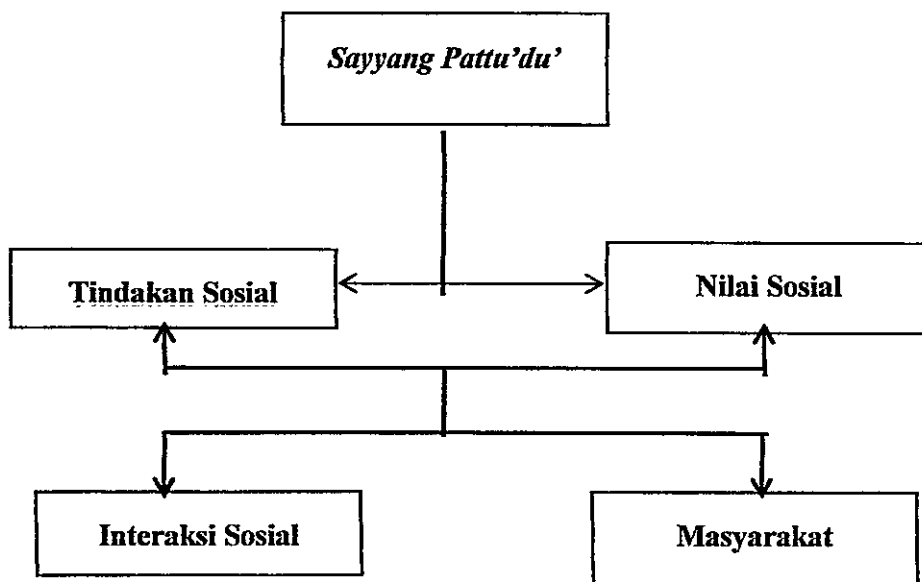 Sayyang Pattu’du’
Tindakan Sosial
Nilai Sosial
Interaksi Sosial
Masyarakat